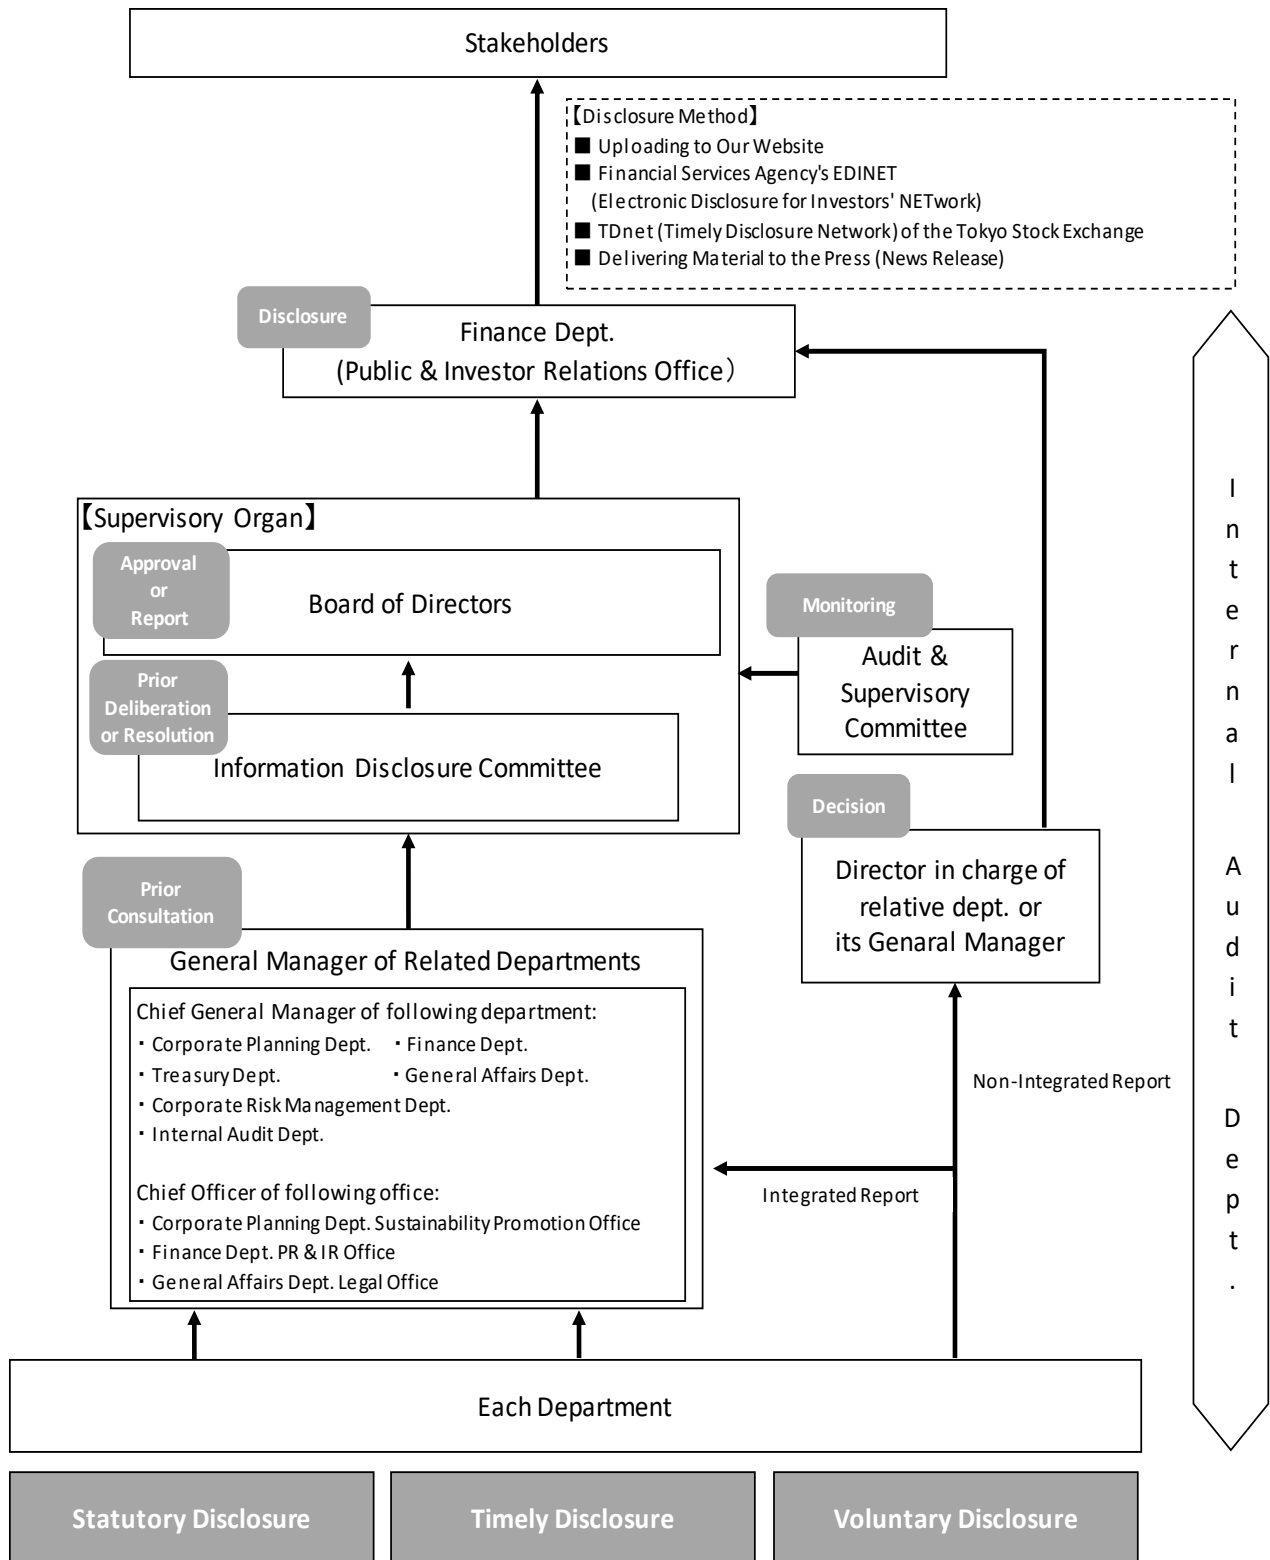 Stakeholders
【Disclosure Method】
■ Uploading to Our Website
■ Financial Services Agency's EDINET
(Electronic Disclosure for Investors' NETwork)
■ TDnet (Timely Disclosure Network) of the Tokyo Stock Exchange
■ Delivering Material to the Press (News Release)
Disclosure
Finance Dept.
(Public & Investor Relations Office）
【Supervisory Organ】
Approval
or
Report
Board of Directors
Monitoring
Audit &
Supervisory
Committee
Prior
Deliberation
or Resolution
Information Disclosure Committee
Decision
Director in charge of
relative dept. or
its Genaral Manager
Prior
Consultation
General Manager of Related Departments
Chief General Manager of following department:
・Corporate Planning Dept. ・Finance Dept.
・Treasury Dept. ・General Affairs Dept.
・Corporate Risk Management Dept.
・Internal Audit Dept.
Chief Officer of following office:
・Corporate Planning Dept. Sustainability Promotion Office
・Finance Dept. PR & IR Office
・General Affairs Dept. Legal Office
Non-Integrated Report
Integrated Report
Internal Audit Dept.
Each Department
Statutory Disclosure
Timely Disclosure
Voluntary Disclosure